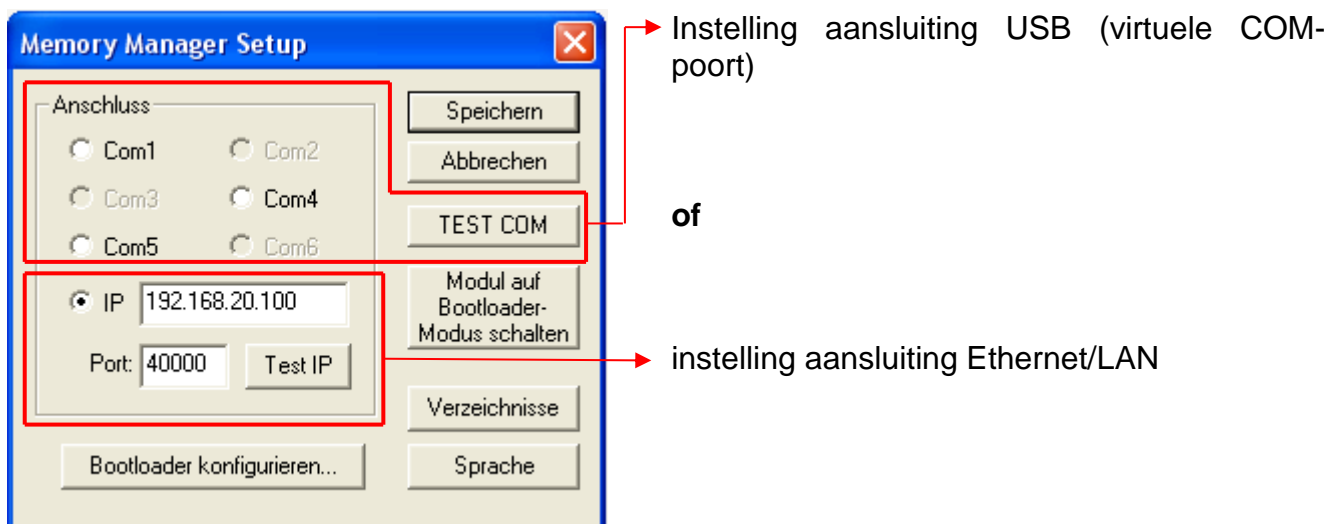 Memory Manager Setup
Anschluss
Com1
Com2
Com3
Com4
Com5
Com6
IP
192.168.20.100
Port:
40000
Test IP
Bootloader konfigurieren...
Speichern
Abbrechen
TEST COM
Modul auf
Bootloader-
Modus schalten
Verzeichnisse
Sprache
Instelling aansluiting USB (virtuele COM-
poort)
of
instelling aansluiting Ethernet/LAN